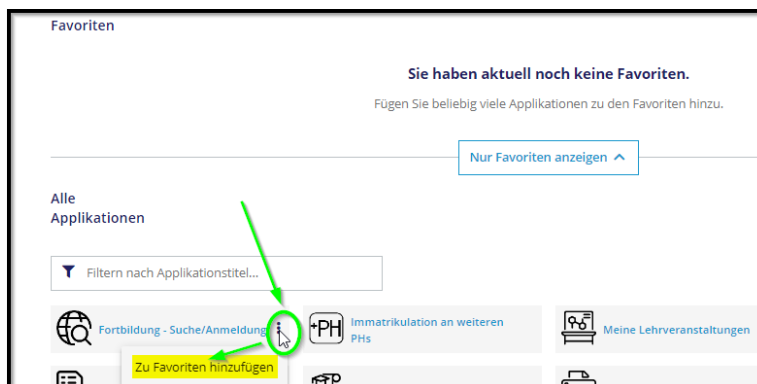 Favoriten
Sie haben aktuell noch keine Favoriten.
Fügen Sie beliebig viele Applikationen zu den Favoriten hinzu.
Nur Favoriten anzeigen
Alle
Applikationen
Filtern nach Applikationstitel...
Fortbildung - Suche/Anmeldung
+PH
Immatrikulation an weiteren
PHs
Meine Lehrveranstaltungen
Zu Favoriten hinzufügen